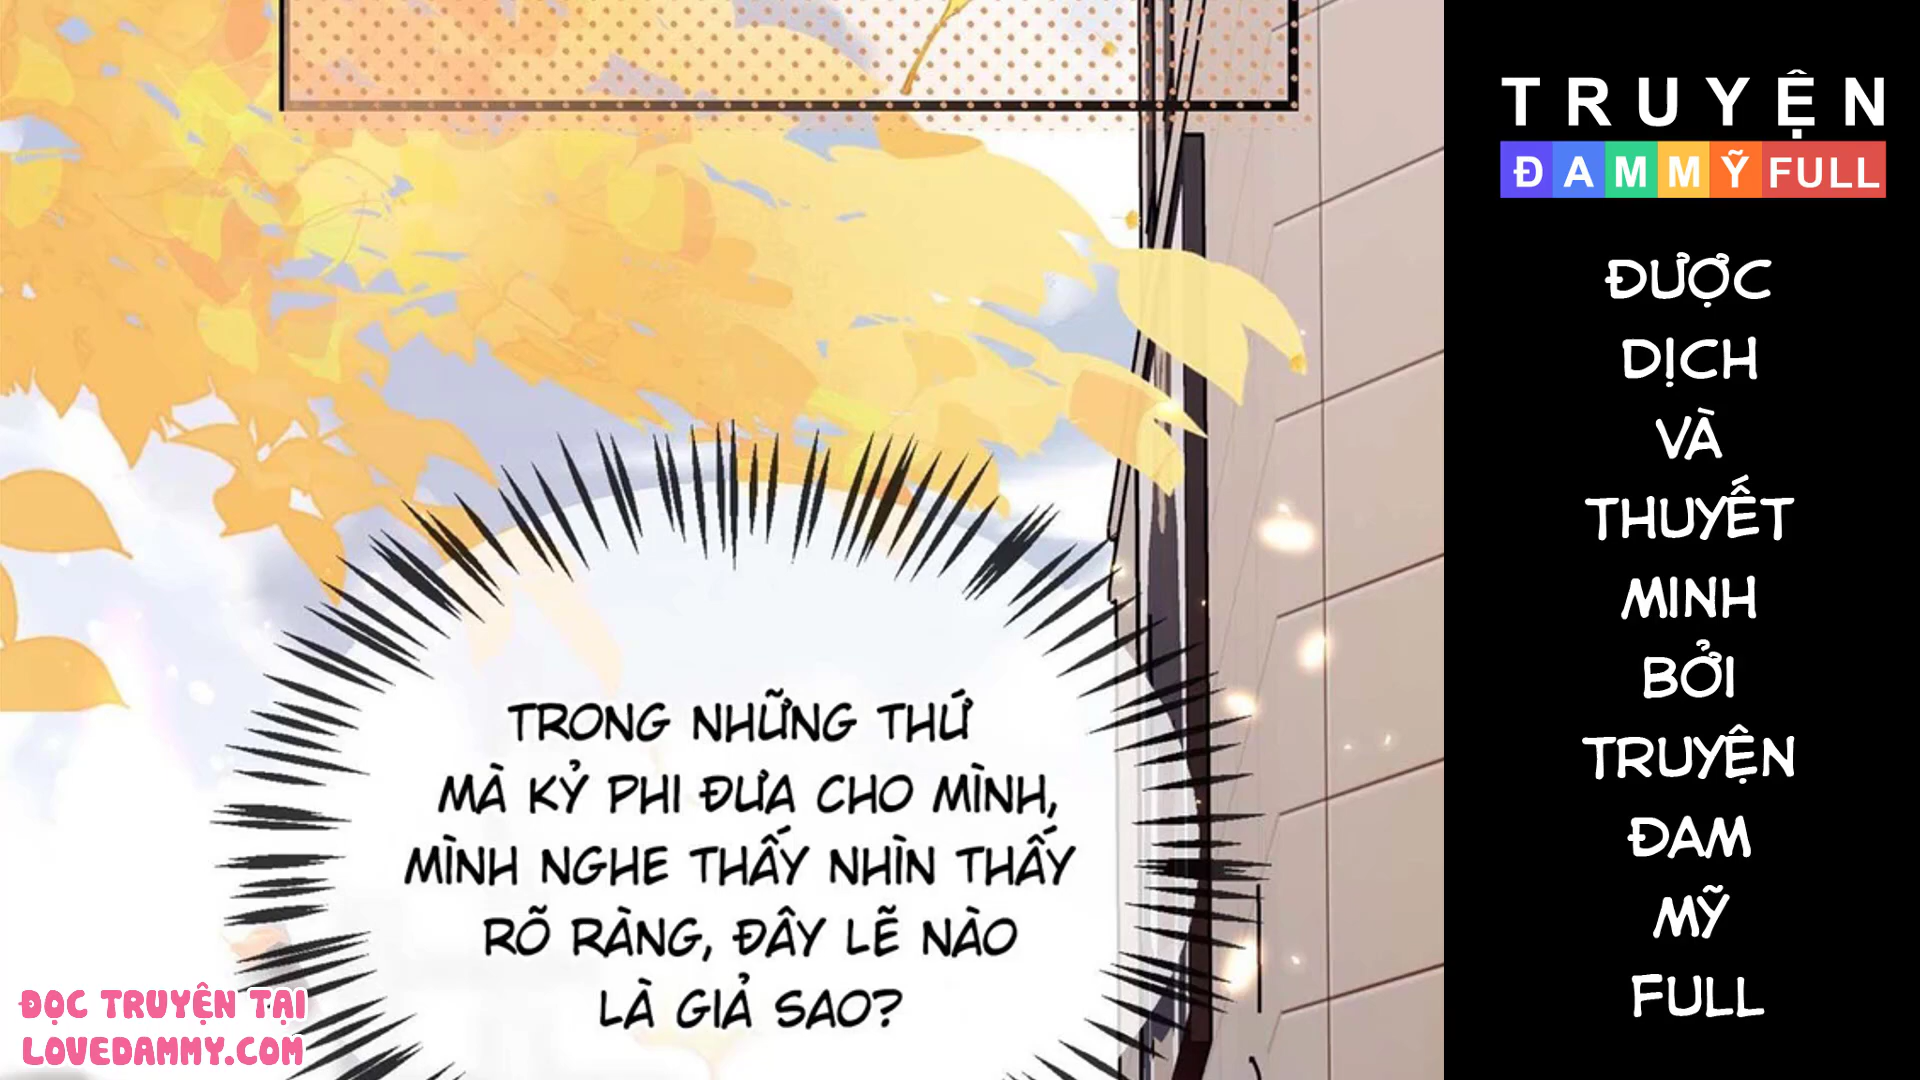 TRONG NHỮNG THỨ
MÀ KỶ PHI ĐƯA CHO MÌNH,
MÌNH NGHE THẤY NHÌN THẤY
RÕ RÀNG, ĐÂY LẼ NÀO
LÀ GIẢ SAO?
ĐỌC TRUYỆN TẠI
LOVEDAMMY.COM
TRUYỆN
ĐAMMỸFULL
ĐƯỢC
DỊCH
VÀ
THUYẾT
MINH
BỞI
TRUYỆN
ĐAM
MỸ
FULL